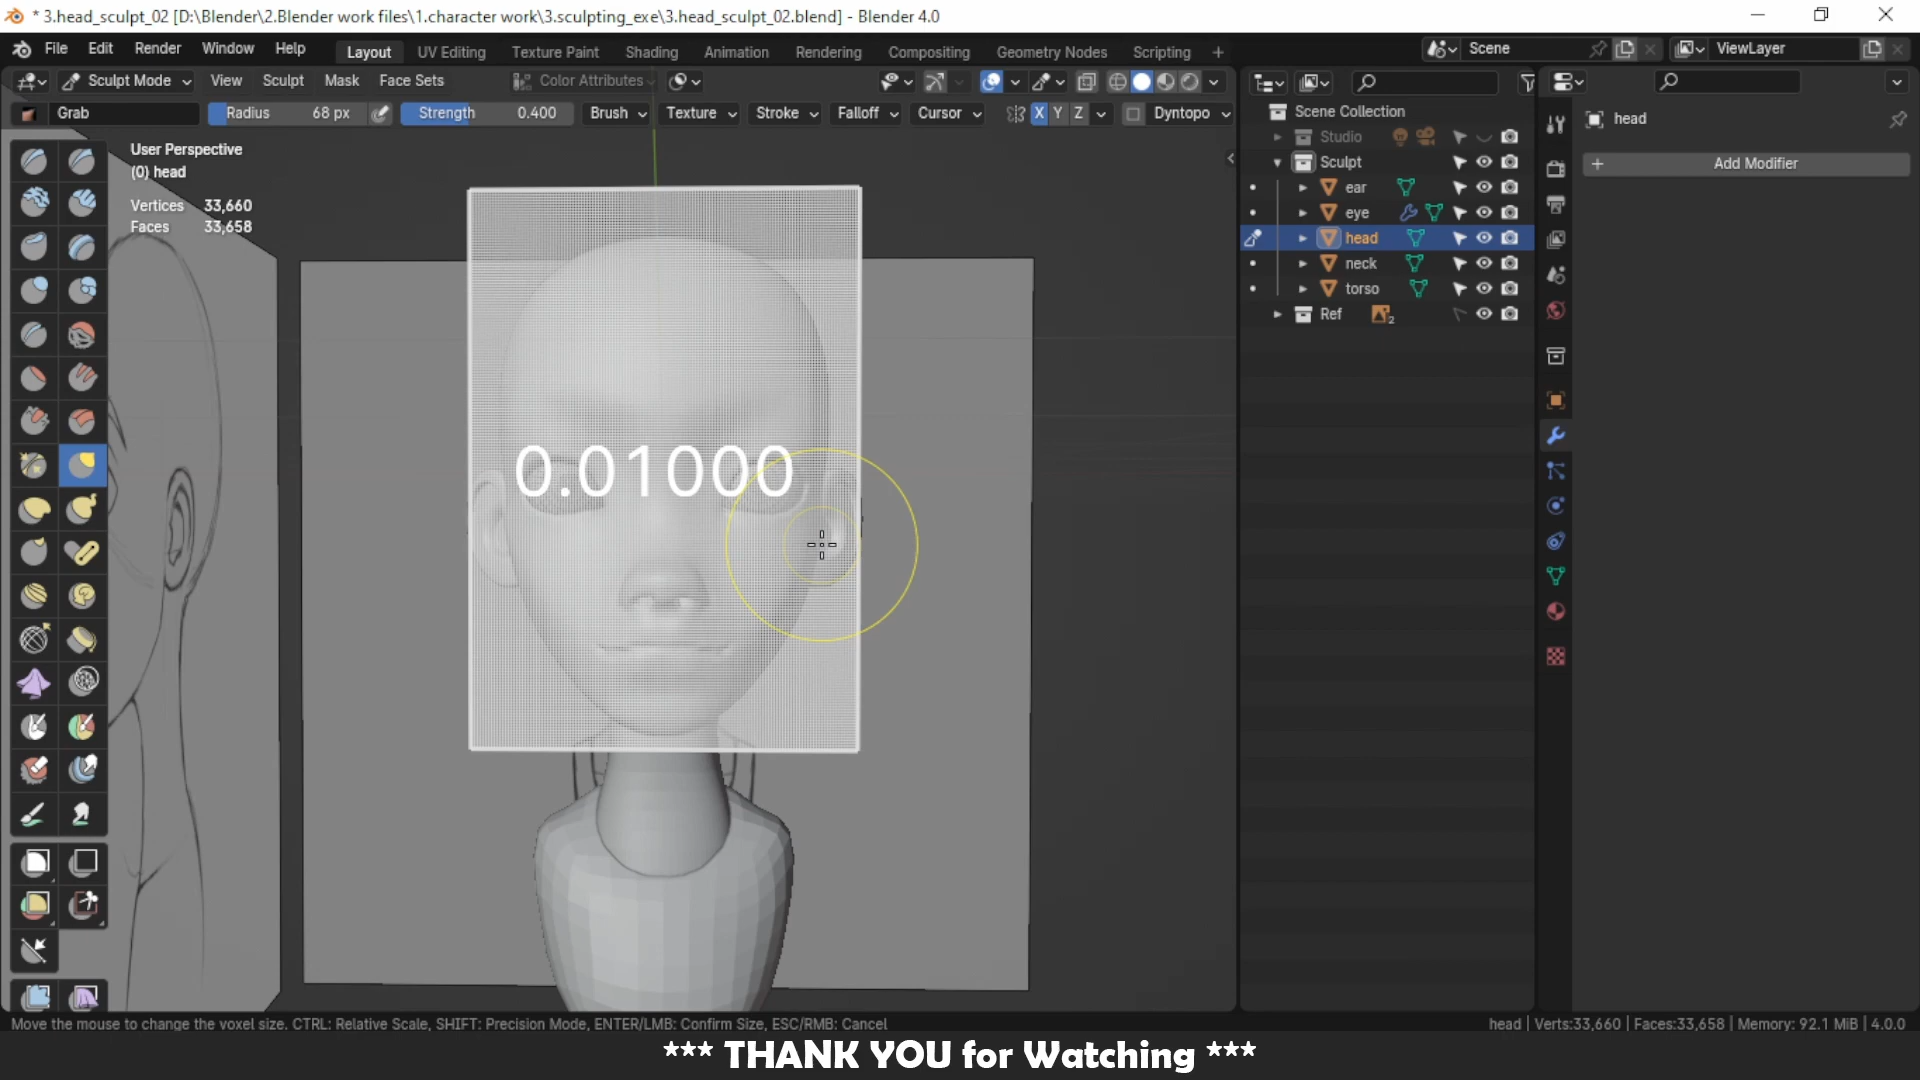 * 3.head_sculpt_02 [D:\Blender\2.Blender work files\1.character work\3.sculpting_exe\3.head_sculpt_02.blend] - Blender 4.0
File Edit Render Window Help Layout UV Editing Texture Paint Shading Animation Rendering Compositing Geometry Nodes Scripting + Scene ViewLayer
Sculpt Mode View Sculpt Mask Face Sets Color Attributes
Grab Radius 68 px Strength 0.400 Brush Texture Stroke Falloff Cursor X Y Z Dyntopo
User Perspective
(0) head
Vertices 33,660
Faces 33,658
0.01000
Scene Collection
Studio
Sculpt
ear
eye
head
neck
torso
Ref 2
head
+ Add Modifier
Move the mouse to change the voxel size. CTRL: Relative Scale, SHIFT: Precision Mode, ENTER/LMB: Confirm Size, ESC/RMB: Cancel
head | Verts:33,660 | Faces:33,658 | Memory: 92.1 MiB | 4.0.0
*** THANK YOU for Watching ***